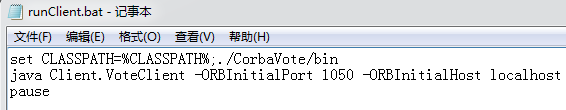 runClient.bat - 记事本
文件(F) 编辑(E) 格式(O) 查看(V) 帮助(H)
set CLASSPATH=%CLASSPATH%;./CorbaVote/bin
java Client.VoteClient -ORBInitialPort 1050 -ORBInitialHost localhost
pause